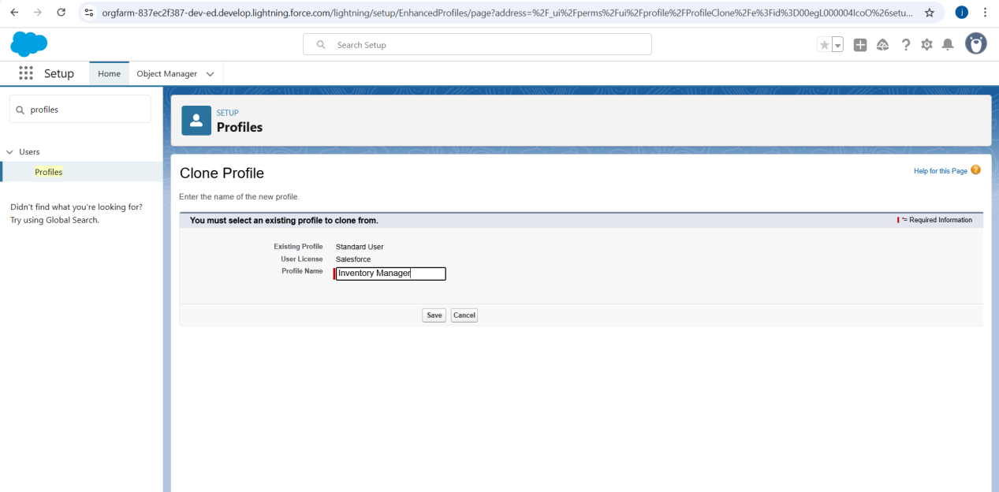 orgfarm-837ec2f387-dev-ed.develop.lightning.force.com/lightning/setup/EnhancedProfiles/page?address=%2F_ui%2Fperms%2Fui%2Fprofile%2FProfileClone%2Fe%3Fid%3D00egL000004IcoO%26setu...
j
Search Setup
Setup
Home
Object Manager
profiles
Users
Profiles
Didn't find what you're looking for?
Try using Global Search.
SETUP
Profiles
Clone Profile
Help for this Page ?
Enter the name of the new profile.
You must select an existing profile to clone from.
*= Required Information
Existing Profile Standard User
User License Salesforce
Profile Name Inventory Manager
Save Cancel